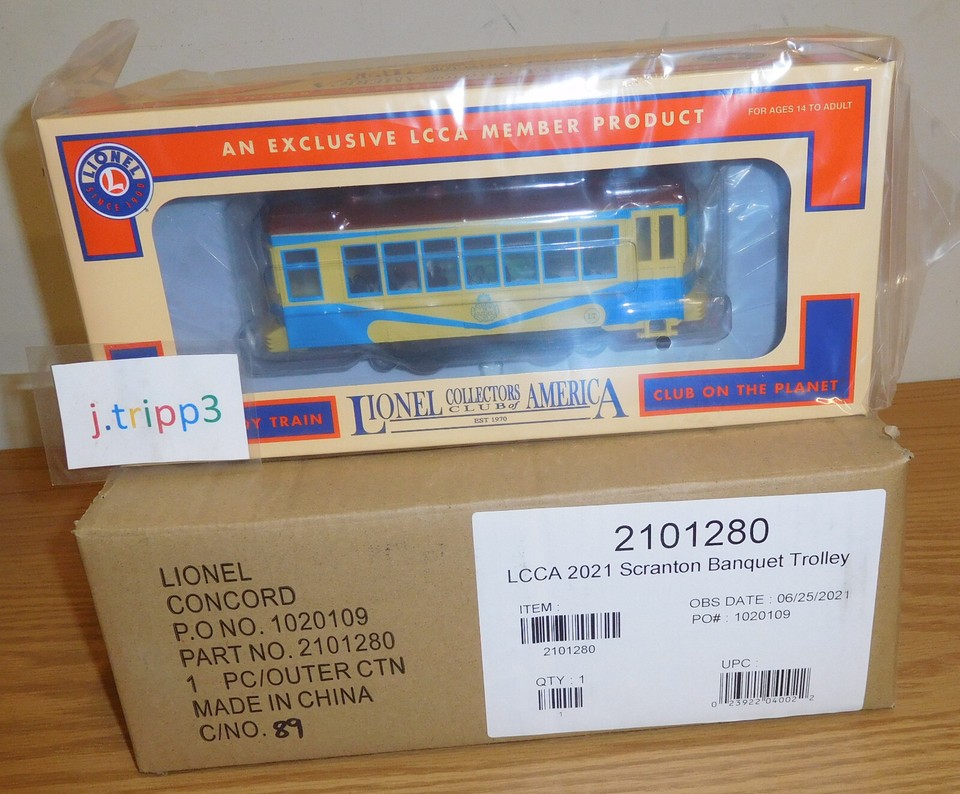 AN EXCLUSIVE LCCA MEMBER PRODUCT
FOR AGES 14 TO ADULT
LIONEL
L
SINCE 1900
j.tripp3
TRAIN
LIONEL COLLECTORS CLUB of AMERICA
EST 1970
CLUB ON THE PLANET
LIONEL
CONCORD
P.O NO. 1020109
PART NO. 2101280
1 PC/OUTER CTN
MADE IN CHINA
C/NO. 89
2101280
LCCA 2021 Scranton Banquet Trolley
ITEM :
2101280
OBS DATE : 06/25/2021
PO# : 1020109
QTY : 1
1
UPC :
0 23922 04002 2